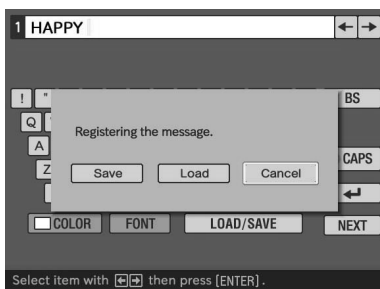 1 HAPPY ← →
! " BS
Q
A CAPS
Registering the message.
Z
Save Load Cancel
↵
COLOR FONT LOAD/SAVE NEXT
Select item with ←→ then press [ENTER].